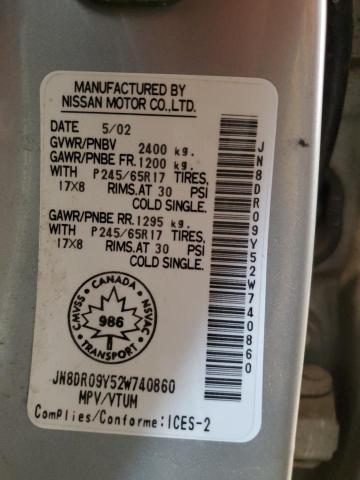 MANUFACTURED BY
NISSAN MOTOR CO.,LTD.
DATE 5/02
GVWR/PNBV 2400 kg.
GAWR/PNBE FR. 1200 kg.
WITH P245/65R17 TIRES,
17X8 RIMS.AT 30 PSI
COLD SINGLE.
GAWR/PNBE RR. 1295 kg.
WITH P245/65R17 TIRES,
17X8 RIMS.AT 30 PSI
COLD SINGLE.
CANADA
CMVSS
NSVAC
986
TRANSPORT
JN8DR09Y52W740860
MPV/VTUM
Complies/Conforme:ICES-2
JN8DR09Y52W740860